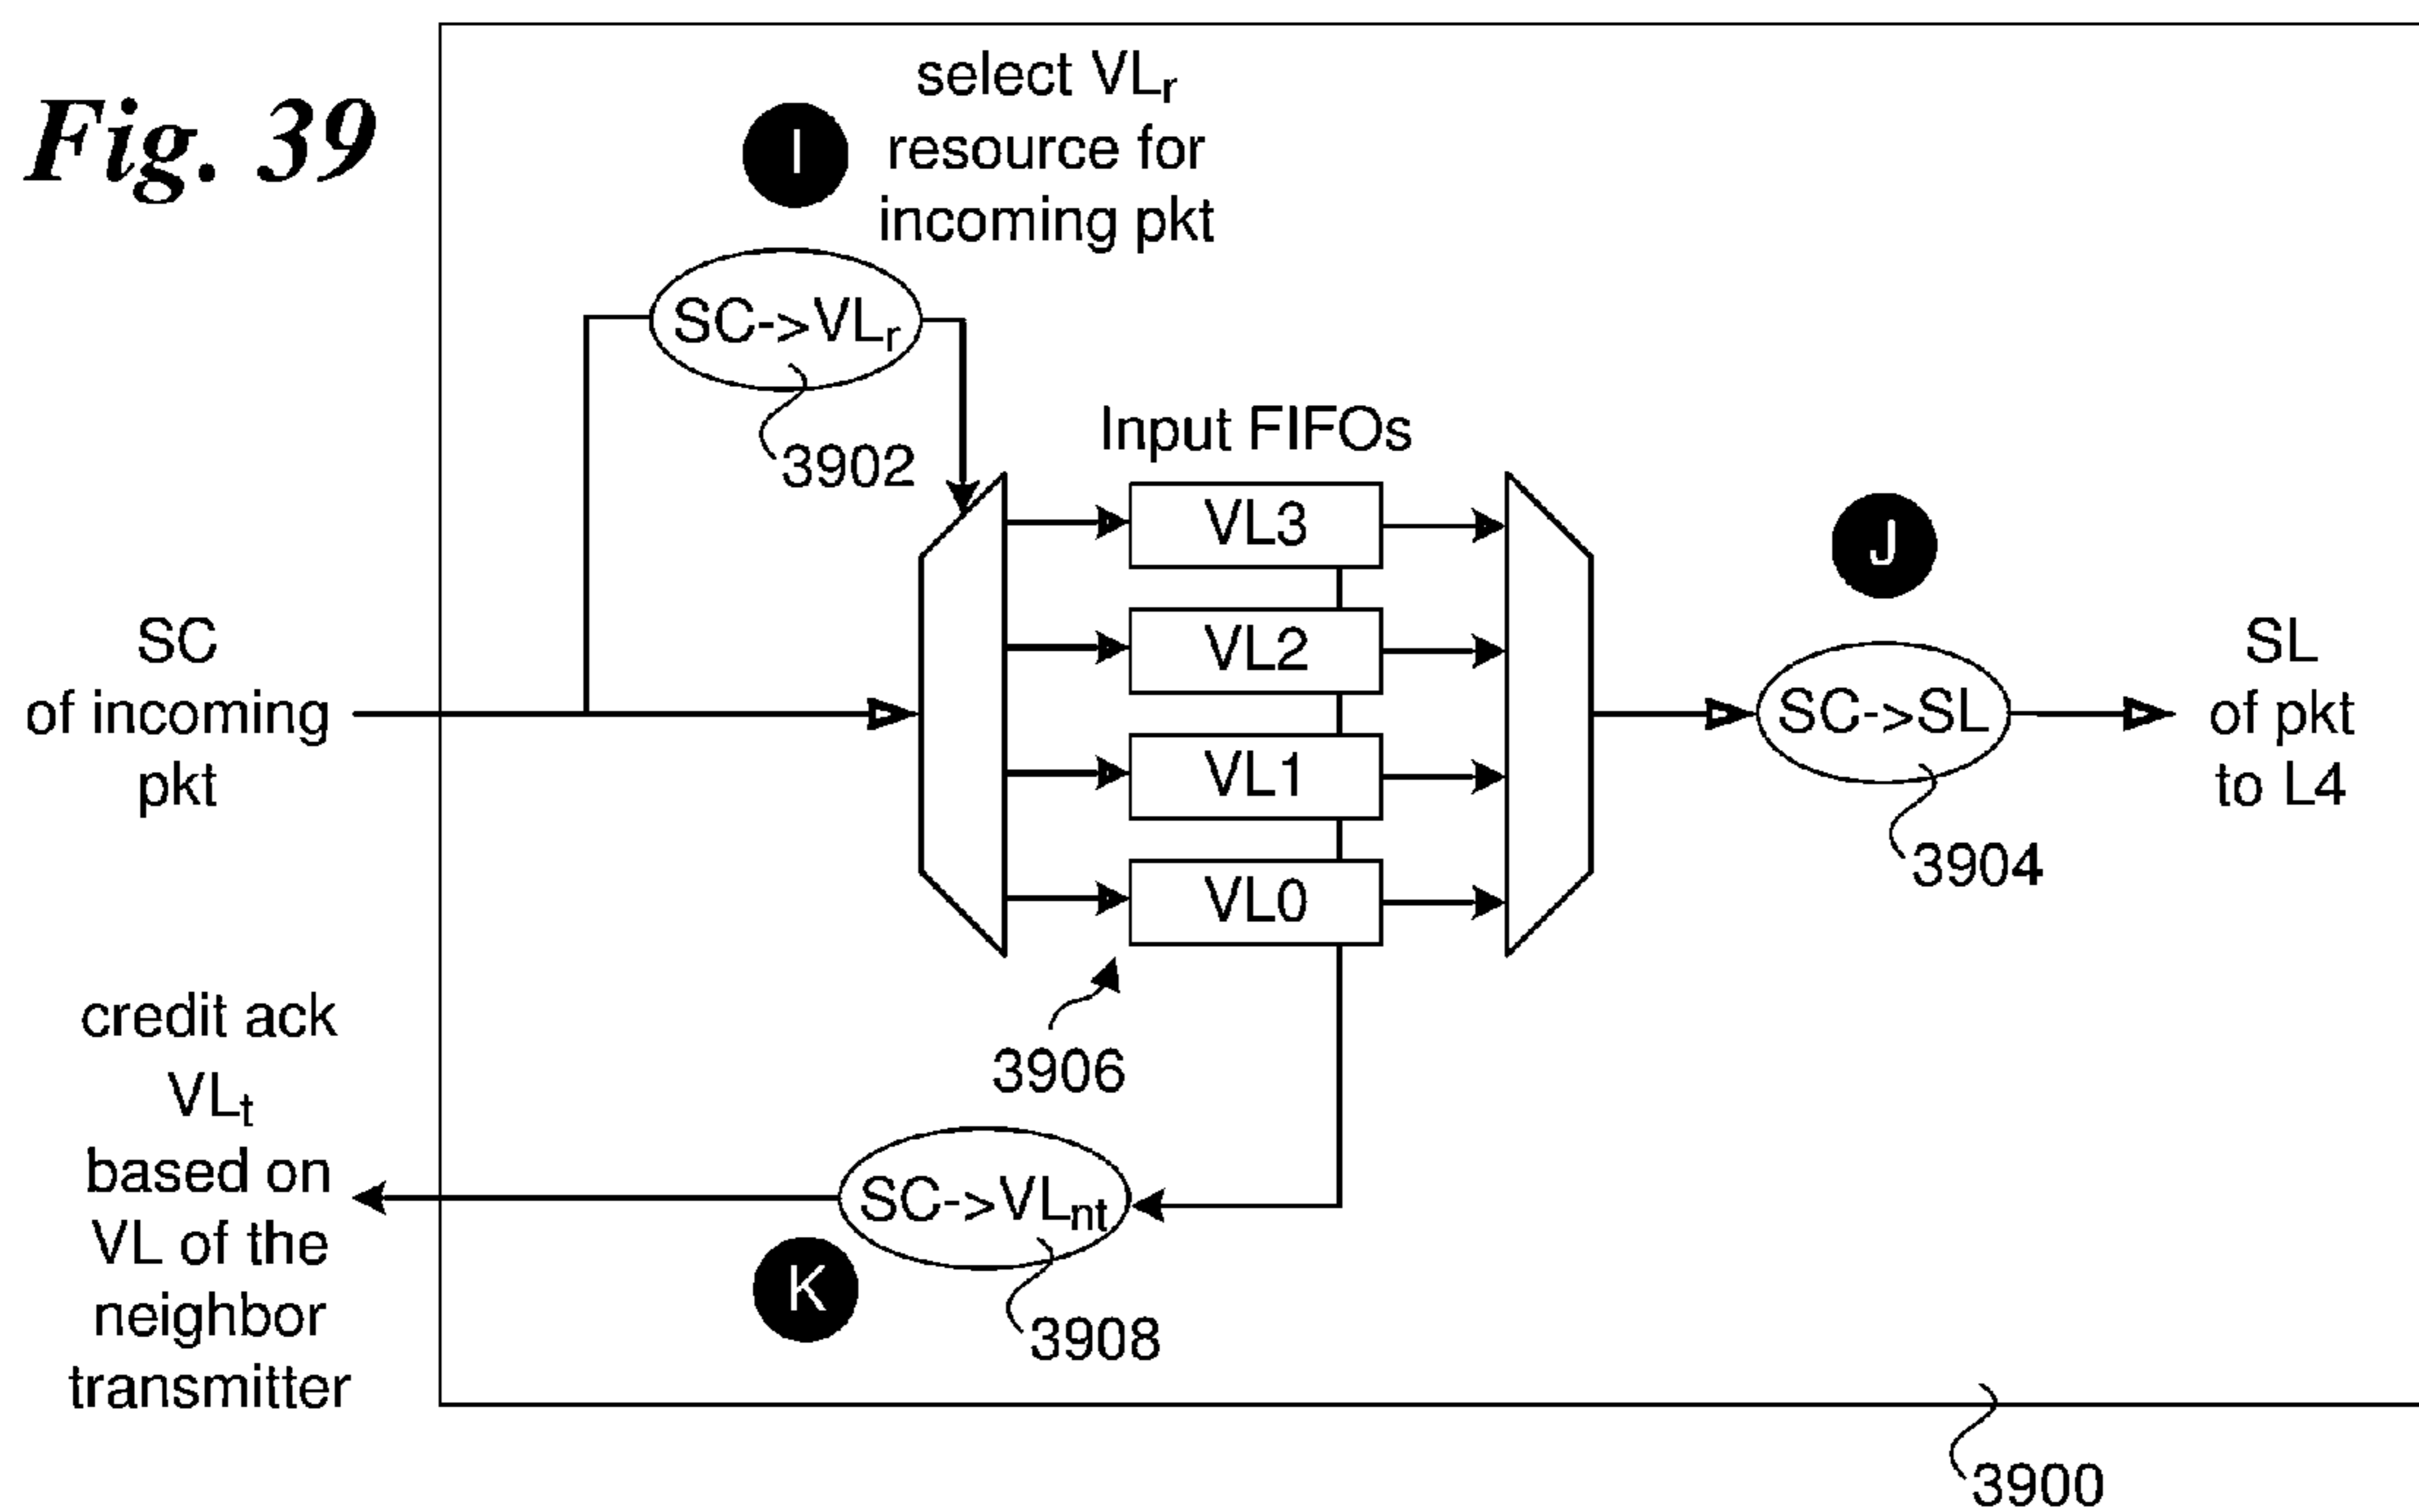 Fig. 39
I
select VLr
resource for
incoming pkt
SC->VLr
3902
Input FIFOs
VL3
VL2
VL1
VL0
3906
SC
of incoming
pkt
J
SC->SL
3904
SL
of pkt
to L4
credit ack
VLt
based on
VL of the
neighbor
transmitter
SC->VLnt
K
3908
3900